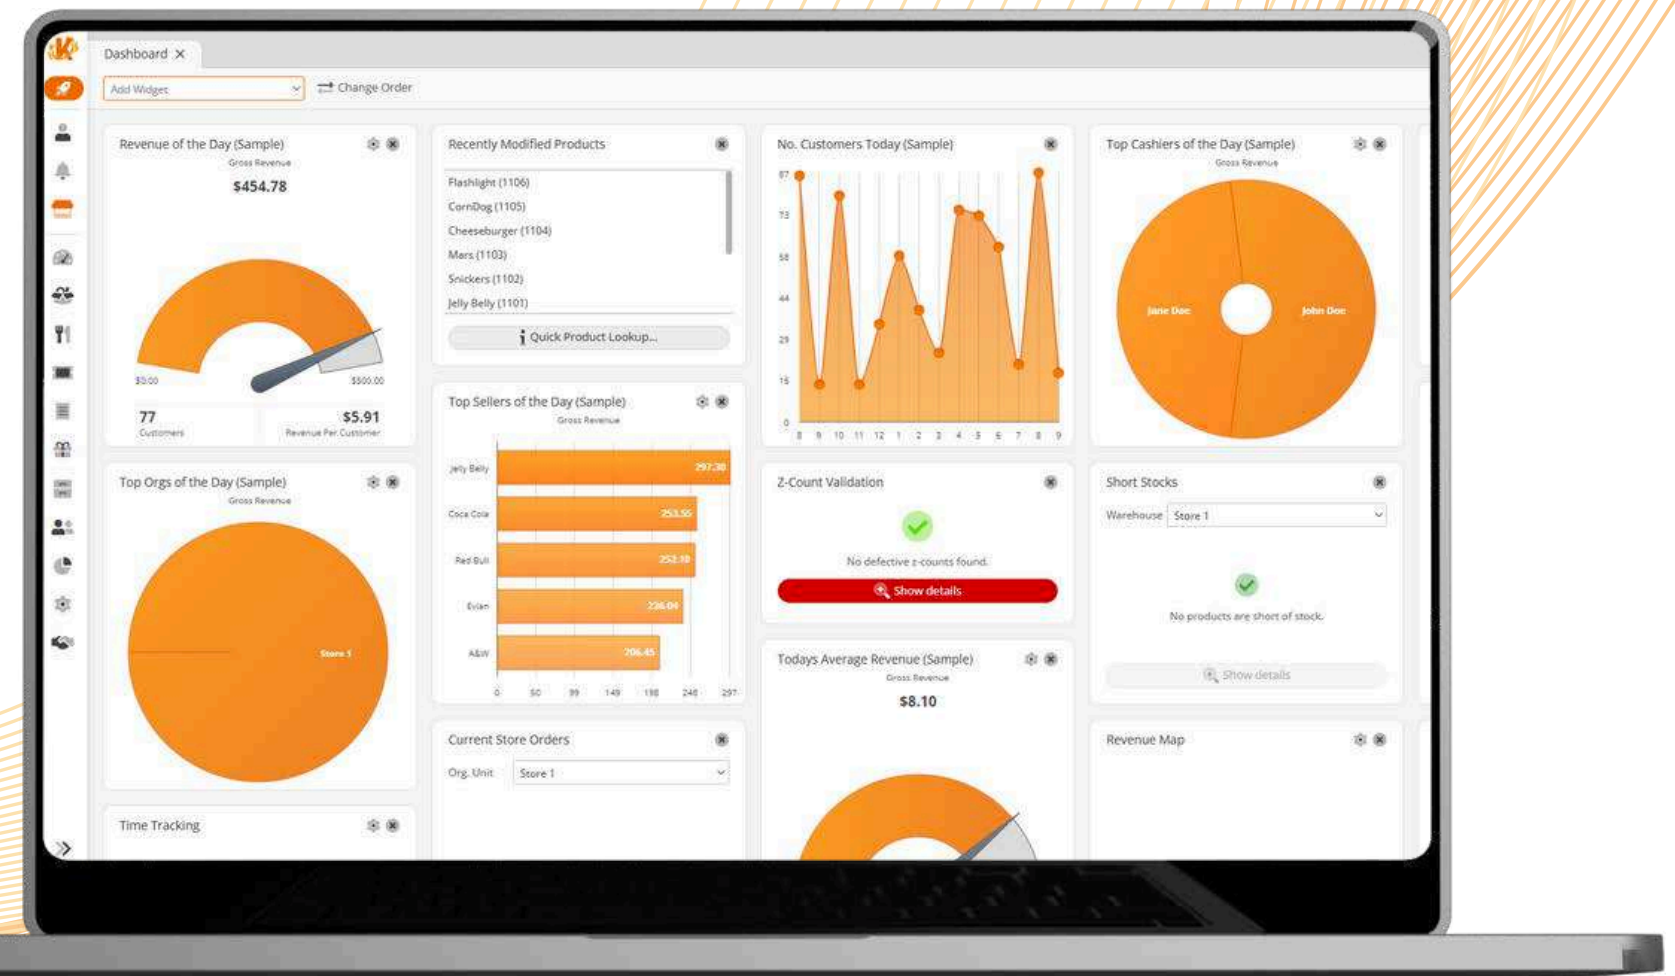 Dashboard
Add Widget
Change Order
Revenue of the Day (Sample)
Gross Revenue
$454.78
$0.00
$500.00
77
Customers
$5.91
Revenue Per Customer
Top Orgs of the Day (Sample)
Gross Revenue
Store 1
Time Tracking
Recently Modified Products
Flashlight (1106)
CornDog (1105)
Cheeseburger (1104)
Mars (1103)
Snickers (1102)
Jelly Belly (1101)
Quick Product Lookup...
Top Sellers of the Day (Sample)
Gross Revenue
Jelly Belly 297.30
Coca Cola 253.55
Red Bull 252.10
Evian 236.04
A&W 206.45
0 50 99 149 198 248 297
Current Store Orders
Org. Unit Store 1
No. Customers Today (Sample)
87
73
58
44
29
15
0
8 9 10 11 12 1 2 3 4 5 6 7 8 9
Z-Count Validation
No defective z-counts found.
Show details
Todays Average Revenue (Sample)
Gross Revenue
$8.10
Top Cashiers of the Day (Sample)
Gross Revenue
Jane Doe
John Doe
Short Stocks
Warehouse Store 1
No products are short of stock.
Show details
Revenue Map